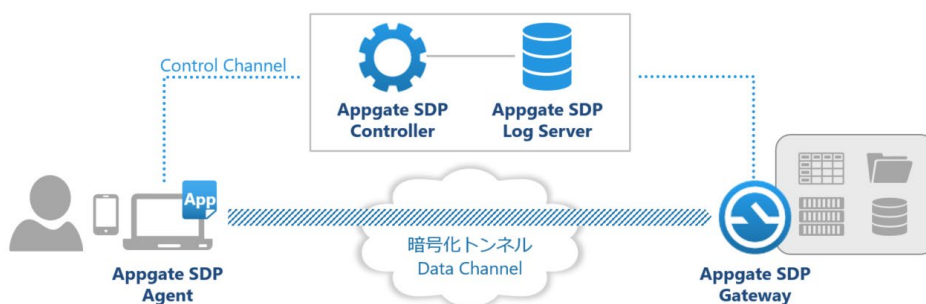 Control Channel
Appgate SDP
Controller
Appgate SDP
Log Server
App
暗号化トンネル
Data Channel
Appgate SDP
Agent
Appgate SDP
Gateway